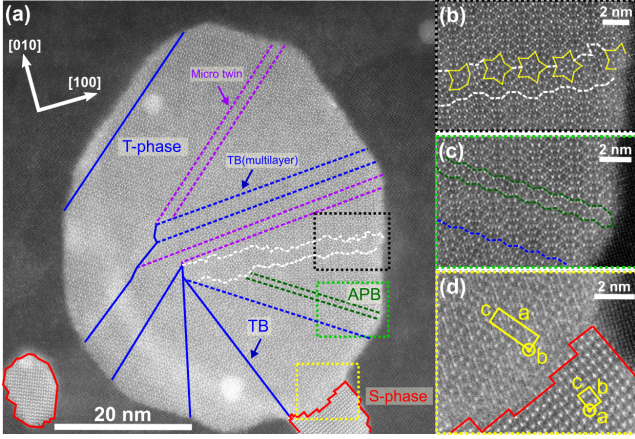 (a)
[010]
[100]
Micro twin
T-phase
TB(multilayer)
APB
TB
S-phase
20 nm
(b)
2 nm
(c)
2 nm
(d)
2 nm
c
a
b
c
b
a